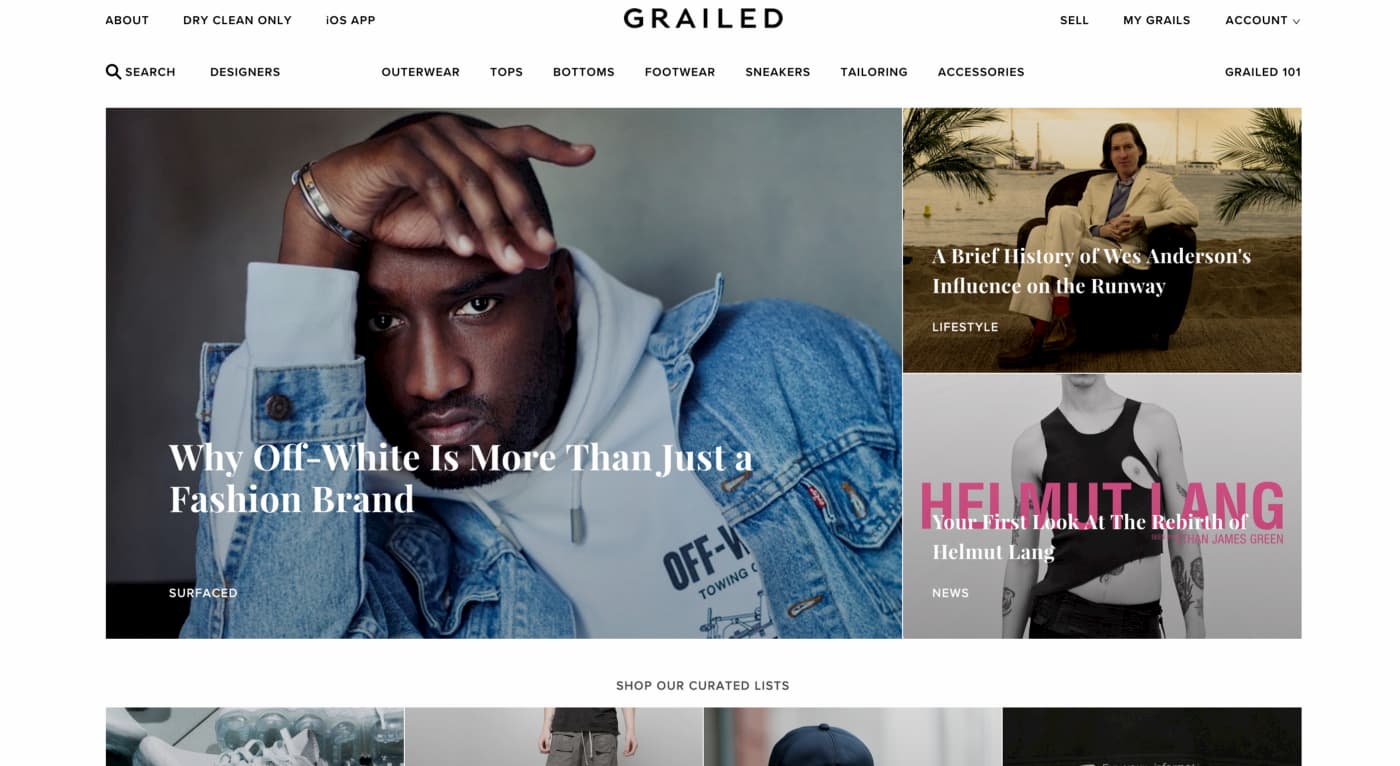 ABOUT DRY CLEAN ONLY iOS APP GRAILED SELL MY GRAILS ACCOUNT
SEARCH DESIGNERS OUTERWEAR TOPS BOTTOMS FOOTWEAR SNEAKERS TAILORING ACCESSORIES GRAILED 101
Why Off-White Is More Than Just a
Fashion Brand
SURFACED
OFF-W
TOWING
A Brief History of Wes Anderson's
Influence on the Runway
LIFESTYLE
HELMUT LANG
Your First Look At The Rebirth of
Helmut Lang
THAN JAMES GREEN
NEWS
SHOP OUR CURATED LISTS